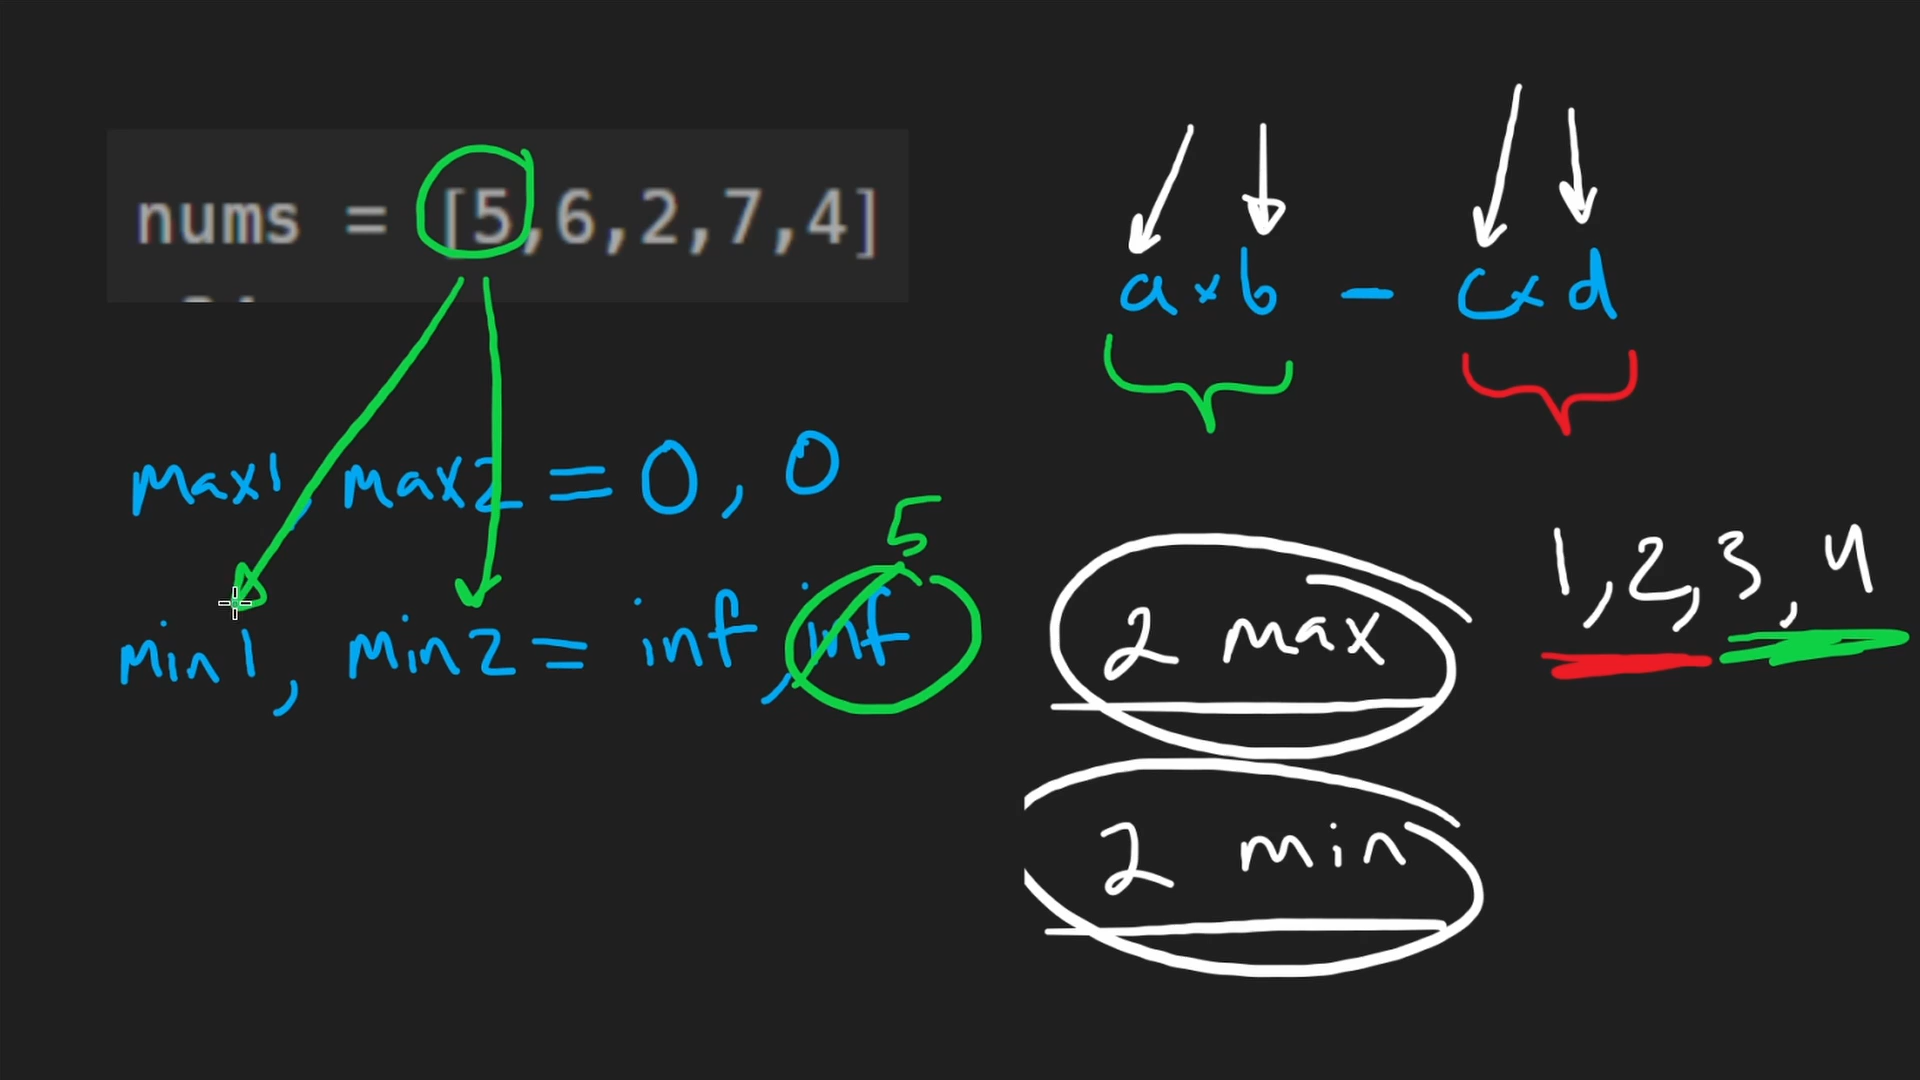 nums = [5,6,2,7,4]
max1, max2 = 0, 0
5
min1, min2 = inf, inf
a x b - c x d
2 max
1, 2, 3, 4
2 min